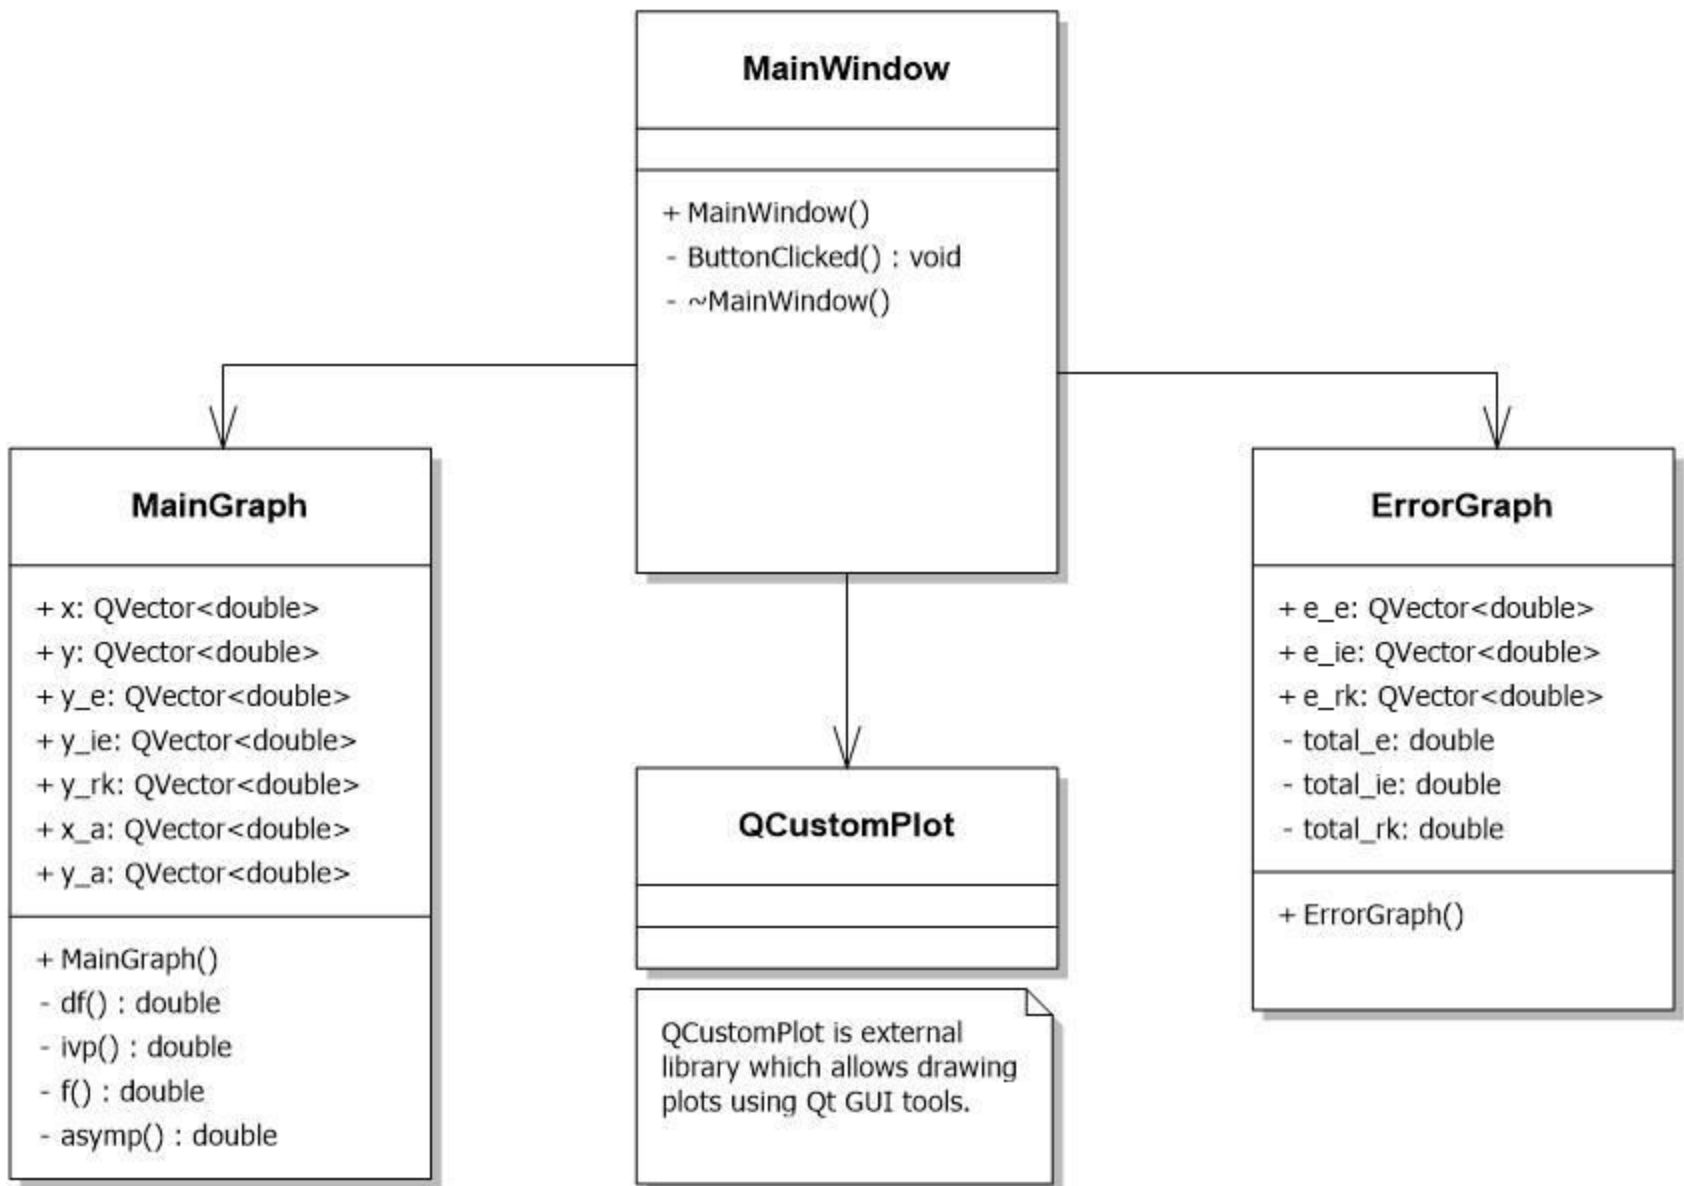 MainWindow
+ MainWindow()
- ButtonClicked() : void
- ~MainWindow()
MainGraph
+ x: QVector<double>
+ y: QVector<double>
+ y_e: QVector<double>
+ y_ie: QVector<double>
+ y_rk: QVector<double>
+ x_a: QVector<double>
+ y_a: QVector<double>
+ MainGraph()
- df() : double
- ivp() : double
- f() : double
- asymp() : double
QCustomPlot
QCustomPlot is external
library which allows drawing
plots using Qt GUI tools.
ErrorGraph
+ e_e: QVector<double>
+ e_ie: QVector<double>
+ e_rk: QVector<double>
- total_e: double
- total_ie: double
- total_rk: double
+ ErrorGraph()